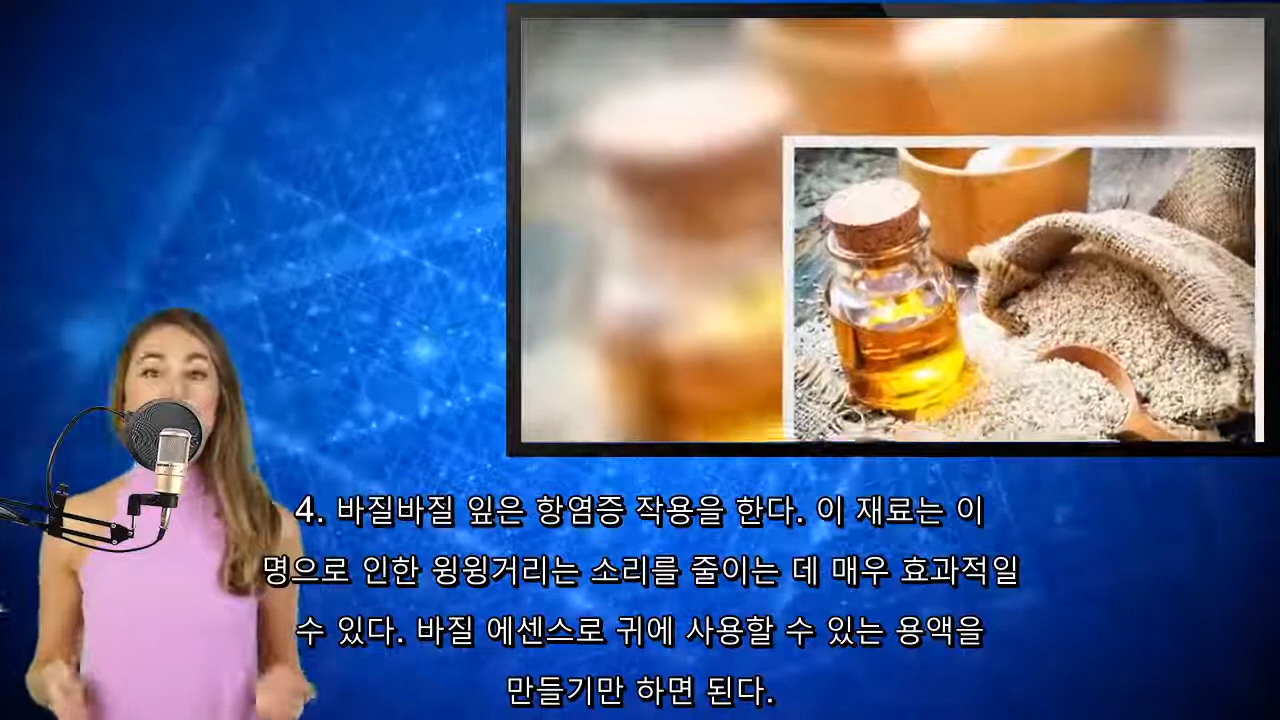 4. 바질바질 잎은 항염증 작용을 한다. 이 재료는 이
명으로 인한 윙윙거리는 소리를 줄이는 데 매우 효과적일
수 있다. 바질 에센스로 귀에 사용할 수 있는 용액을
만들기만 하면 된다.